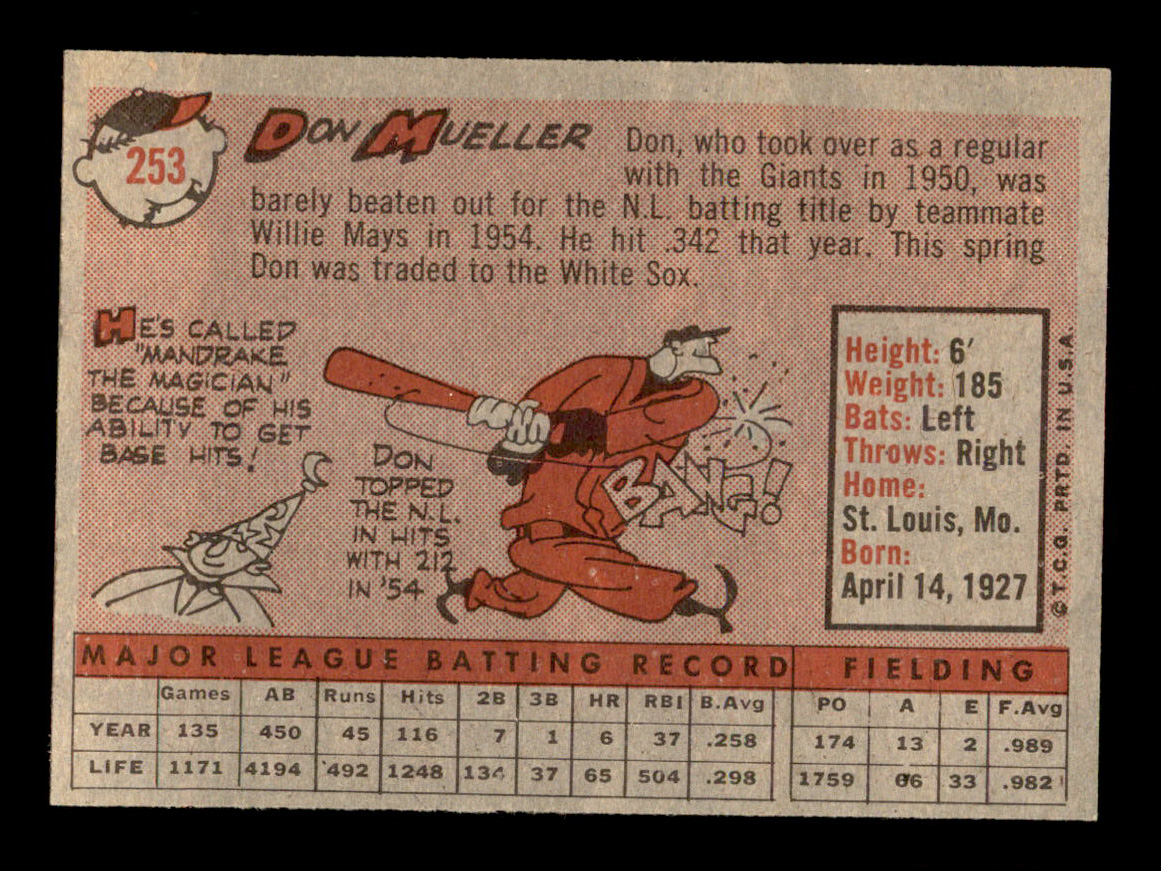 253
DON MUELLER
Don, who took over as a regular
with the Giants in 1950, was
barely beaten out for the N.L. batting title by teammate
Willie Mays in 1954. He hit .342 that year. This spring
Don was traded to the White Sox.
HE'S CALLED
"MANDRAKE
THE MAGICIAN"
BECAUSE OF HIS
ABILITY TO GET
BASE HITS!
DON
TOPPED
THE N.L.
IN HITS
WITH 212
IN '54
BANG!
Height: 6'
Weight: 185
Bats: Left
Throws: Right
Home:
St. Louis, Mo.
Born:
April 14, 1927
© T.C.G. PRTD. IN U.S.A.
MAJOR LEAGUE BATTING RECORD FIELDING
Games AB Runs Hits 2B 3B HR RBI B.Avg PO A E F.Avg
YEAR 135 450 45 116 7 1 6 37 .258 174 13 2 .989
LIFE 1171 4194 492 1248 134 37 65 504 .298 1759 33 .982